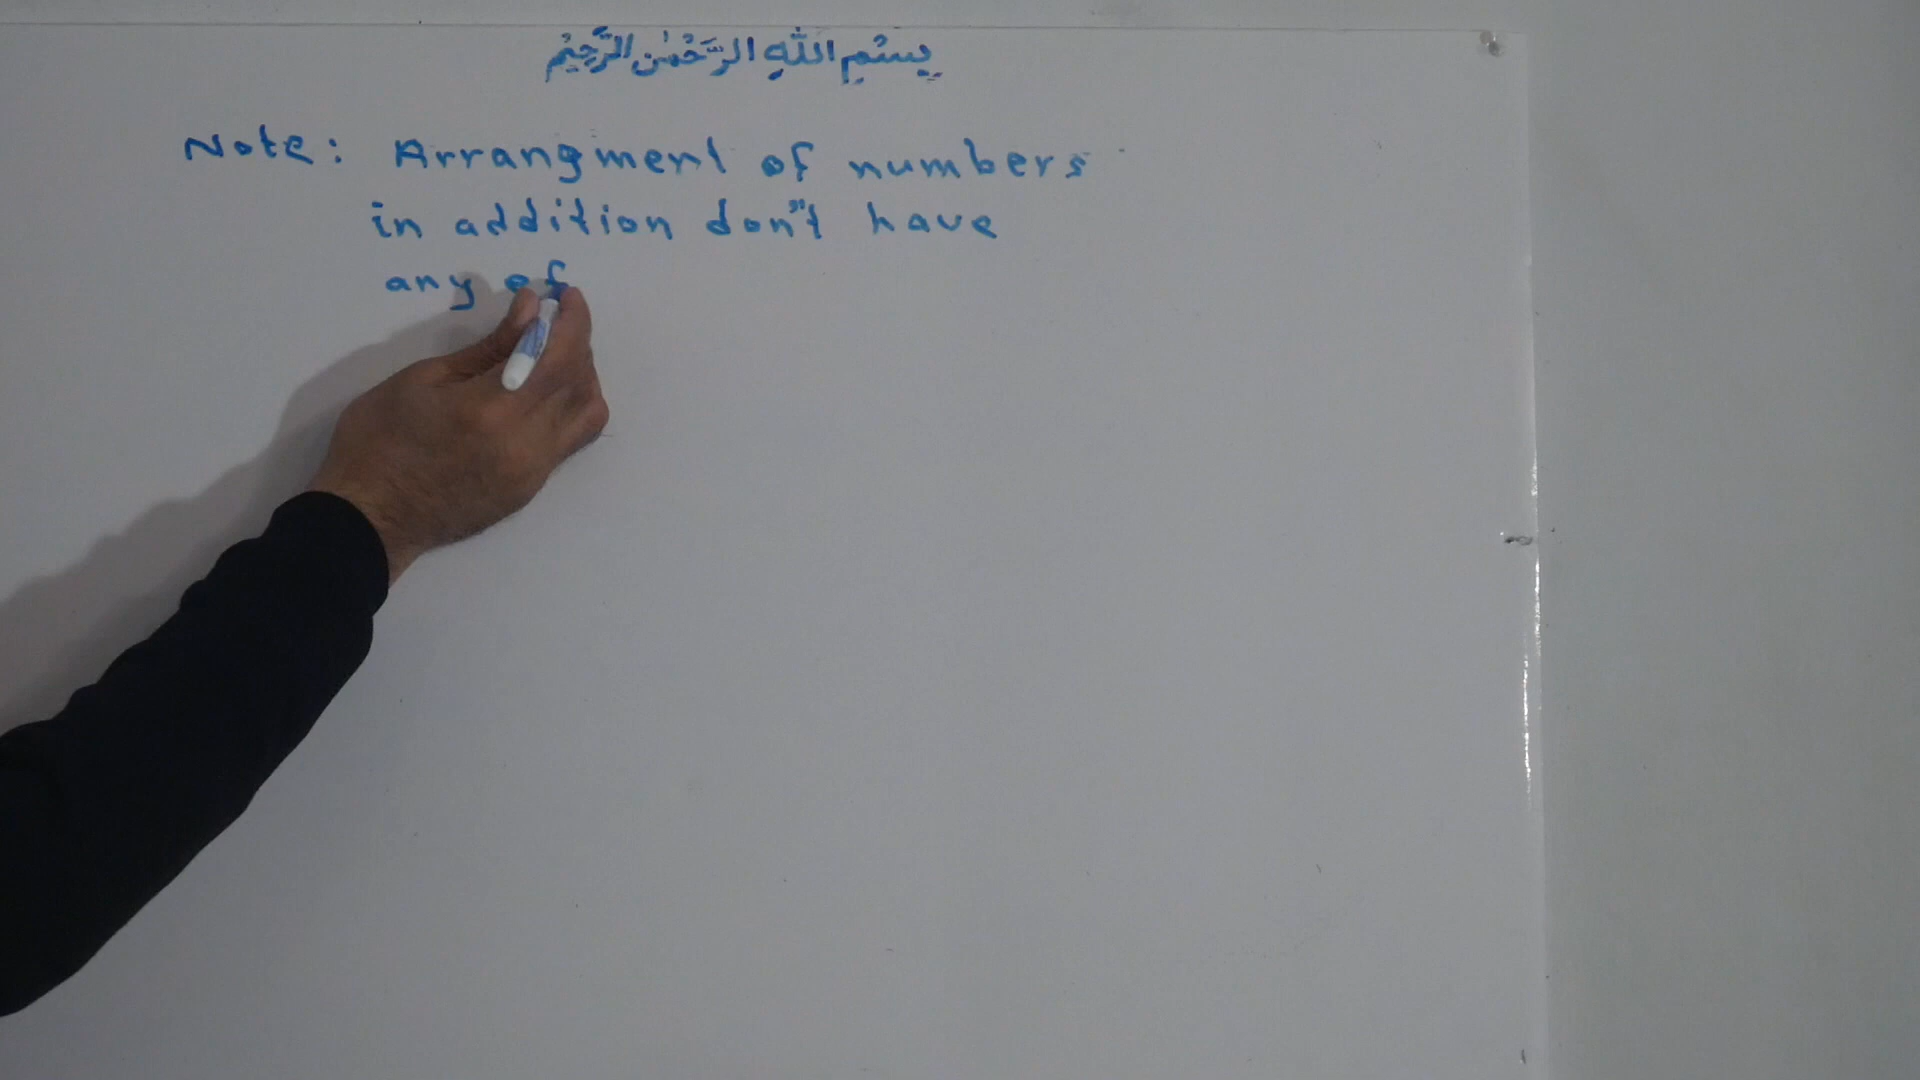 بِسْمِ اللّٰهِ الرَّحْمٰنِ الرَّحِيْمِ
Note: Arrangment of numbers
in addition don't have
any ef